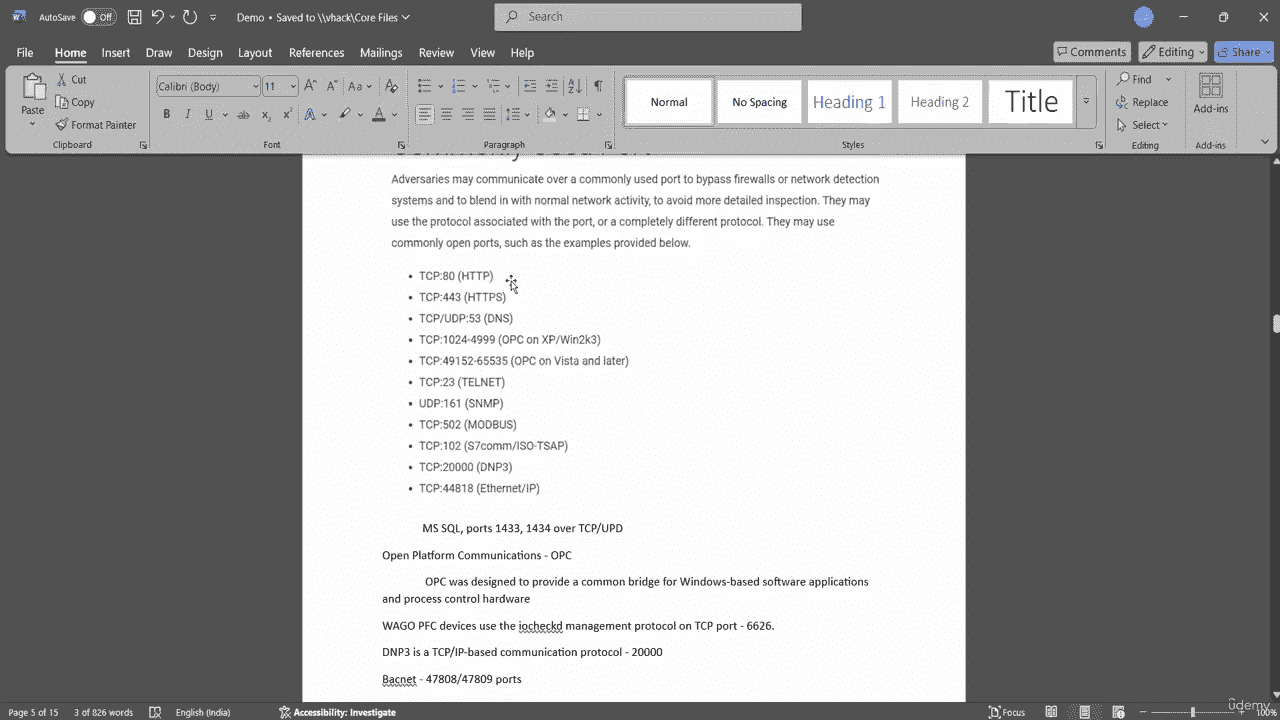 Demo - Saved to \\vhack\Core Files
Search
File Home Insert Draw Design Layout References Mailings Review View Help
Comments Editing Share
Paste
Cut
Copy
Format Painter
Clipboard
Calibri (Body) 11
Font
Paragraph
Normal
No Spacing
Heading 1
Heading 2
Title
Styles
Find
Replace
Select
Editing
Add-ins
Add-ins
Adversaries may communicate over a commonly used port to bypass firewalls or network detection
systems and to blend in with normal network activity, to avoid more detailed inspection. They may
use the protocol associated with the port, or a completely different protocol. They may use
commonly open ports, such as the examples provided below.
• TCP:80 (HTTP)
• TCP:443 (HTTPS)
• TCP/UDP:53 (DNS)
• TCP:1024-4999 (OPC on XP/Win2k3)
• TCP:49152-65535 (OPC on Vista and later)
• TCP:23 (TELNET)
• UDP:161 (SNMP)
• TCP:502 (MODBUS)
• TCP:102 (S7comm/ISO-TSAP)
• TCP:20000 (DNP3)
• TCP:44818 (Ethernet/IP)
MS SQL, ports 1433, 1434 over TCP/UPD
Open Platform Communications - OPC
OPC was designed to provide a common bridge for Windows-based software applications
and process control hardware
WAGO PFC devices use the iocheckd management protocol on TCP port - 6626.
DNP3 is a TCP/IP-based communication protocol - 20000
Bacnet - 47808/47809 ports
Page 5 of 15 3 of 826 words English (India) Accessibility: Investigate Focus 100%
Udemy